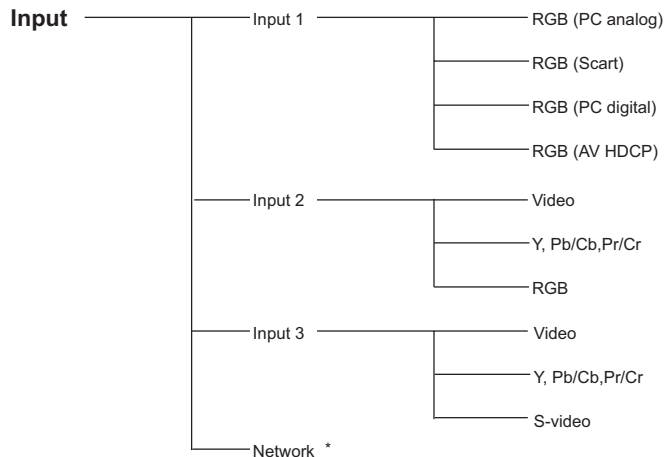 Input
Input 1
RGB (PC analog)
RGB (Scart)
RGB (PC digital)
RGB (AV HDCP)
Input 2
Video
Y, Pb/Cb,Pr/Cr
RGB
Input 3
Video
Y, Pb/Cb,Pr/Cr
S-video
Network *